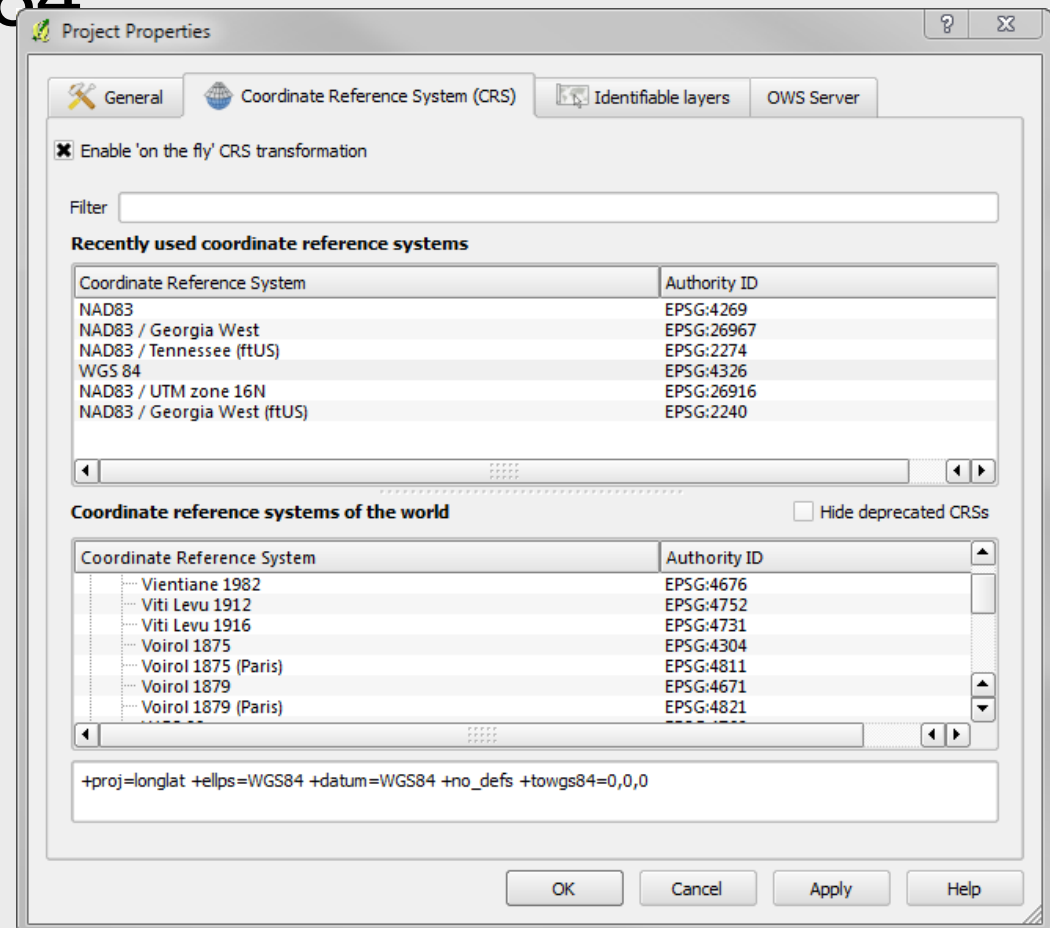 84
Project Properties
General
Coordinate Reference System (CRS)
Identifiable layers
OWS Server
Enable 'on the fly' CRS transformation
Filter
Recently used coordinate reference systems
Coordinate Reference System Authority ID
NAD83 EPSG:4269
NAD83 / Georgia West EPSG:26967
NAD83 / Tennessee (ftUS) EPSG:2274
WGS 84 EPSG:4326
NAD83 / UTM zone 16N EPSG:26916
NAD83 / Georgia West (ftUS) EPSG:2240
Coordinate reference systems of the world
Hide deprecated CRSs
Coordinate Reference System Authority ID
Vientiane 1982 EPSG:4676
Viti Levu 1912 EPSG:4752
Viti Levu 1916 EPSG:4731
Voirol 1875 EPSG:4304
Voirol 1875 (Paris) EPSG:4811
Voirol 1879 EPSG:4671
Voirol 1879 (Paris) EPSG:4821
+proj=longlat +ellps=WGS84 +datum=WGS84 +no_defs +towgs84=0,0,0
OK
Cancel
Apply
Help